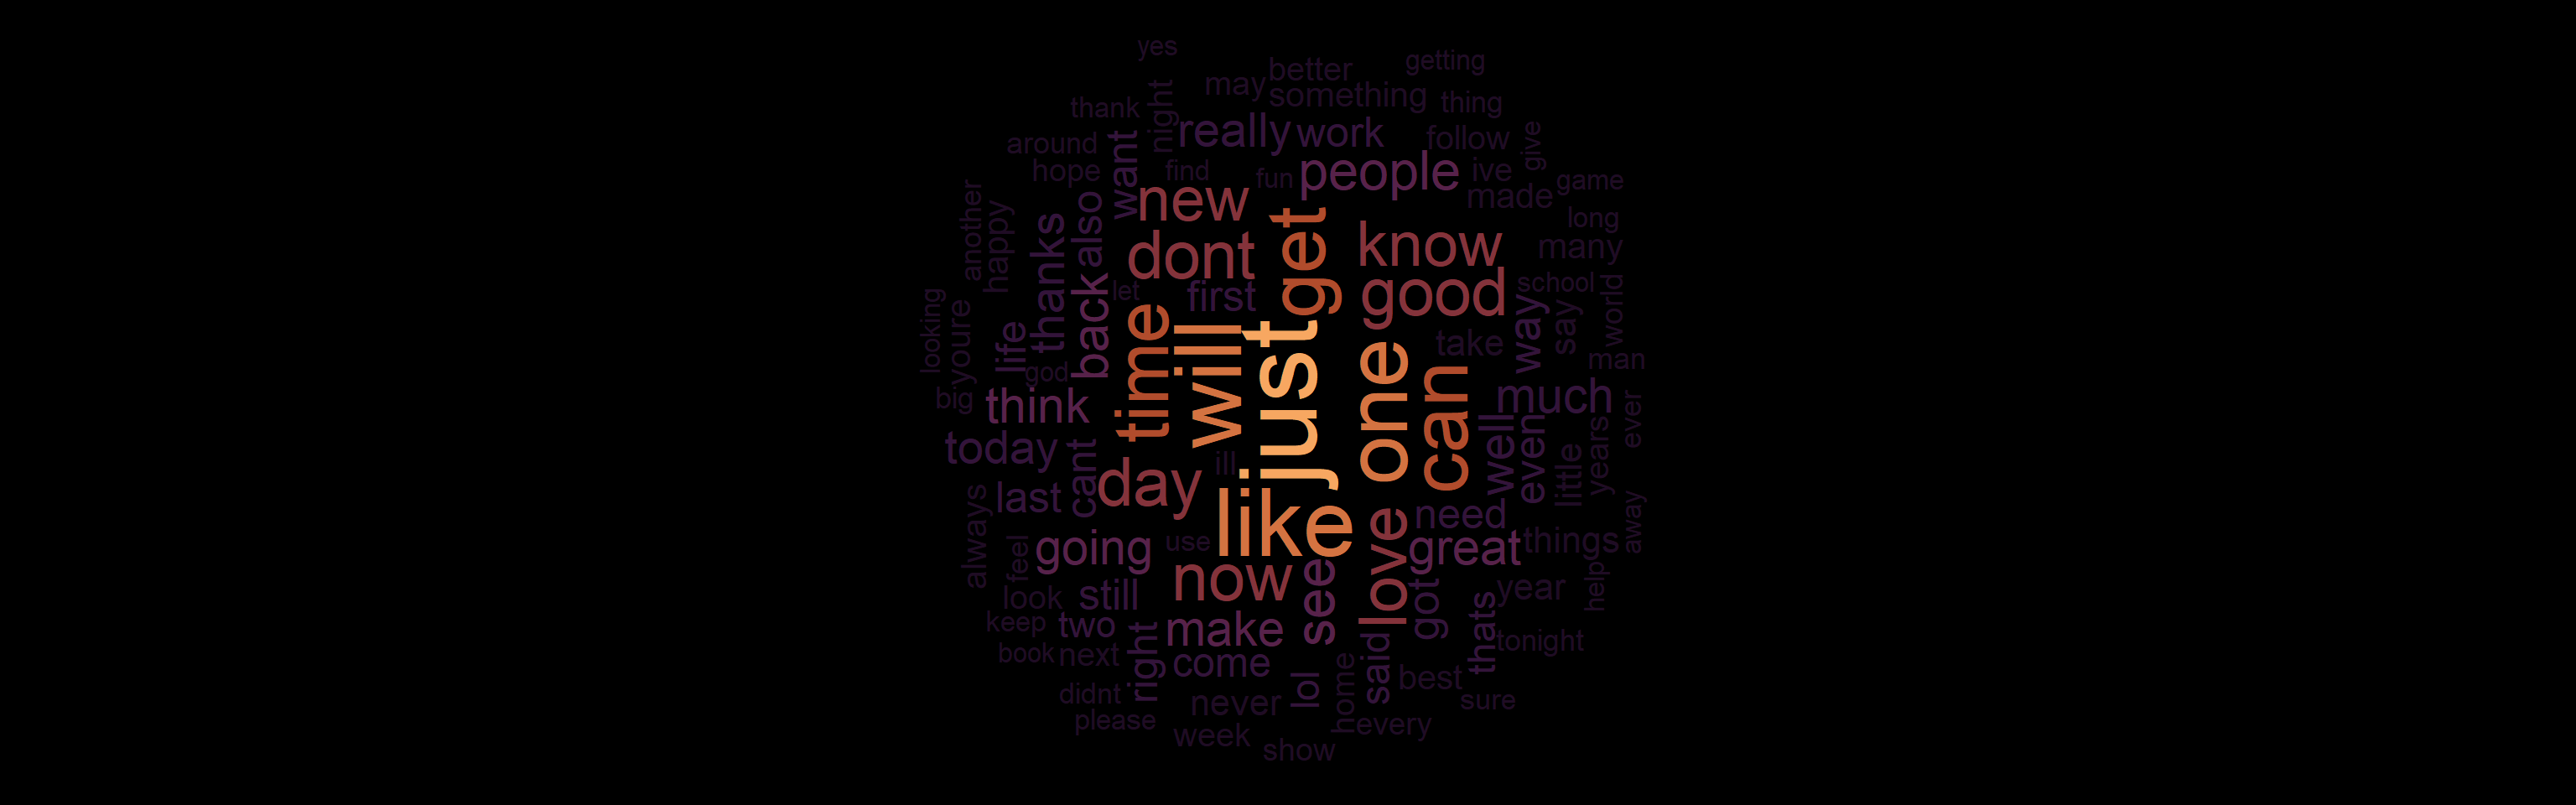 yes
getting
better
may
something
thing
thank
night
really
work
follow
give
around
want
hope
find
fun
people
ive
game
made
another
happy
thanks
also
new
get
long
dont
know
many
back
let
first
good
school
world
looking
youre
life
time
will
just
one
way
say
take
man
god
can
big
think
much
ever
today
cant
ill
well
even
little
years
always
last
day
like
love
need
away
feel
going
use
great
things
look
still
now
see
got
year
help
keep
two
right
make
said
thats
tonight
book
next
come
lol
home
best
didnt
never
sure
please
week
every
show